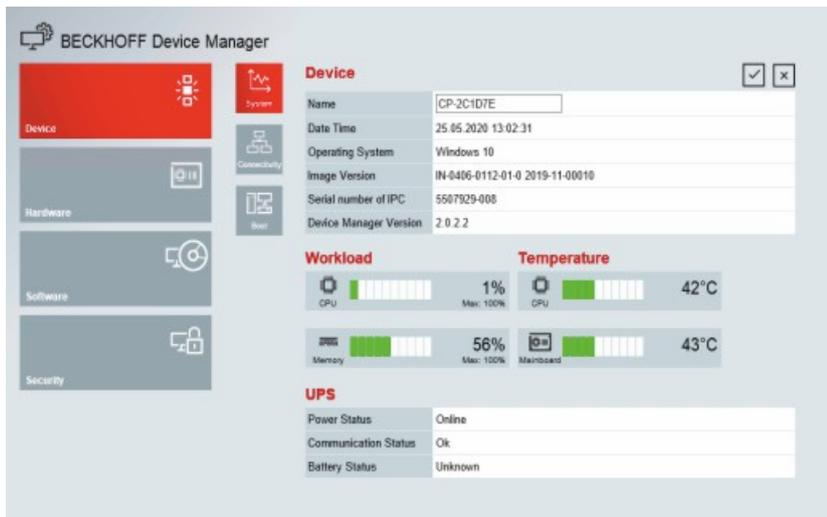 BECKHOFF Device Manager
Device
Hardware
Software
Security
System
Connectivity
Boot
Device
Name CP-2C1D7E
Date Time 25.05.2020 13:02:31
Operating System Windows 10
Image Version IN-0406-0112-01-0 2019-11-00010
Serial number of IPC 5507929-008
Device Manager Version 2.0.2.2
Workload Temperature
CPU 1% Max: 100% CPU 42°C
Memory 56% Max: 100% Mainboard 43°C
UPS
Power Status Online
Communication Status Ok
Battery Status Unknown